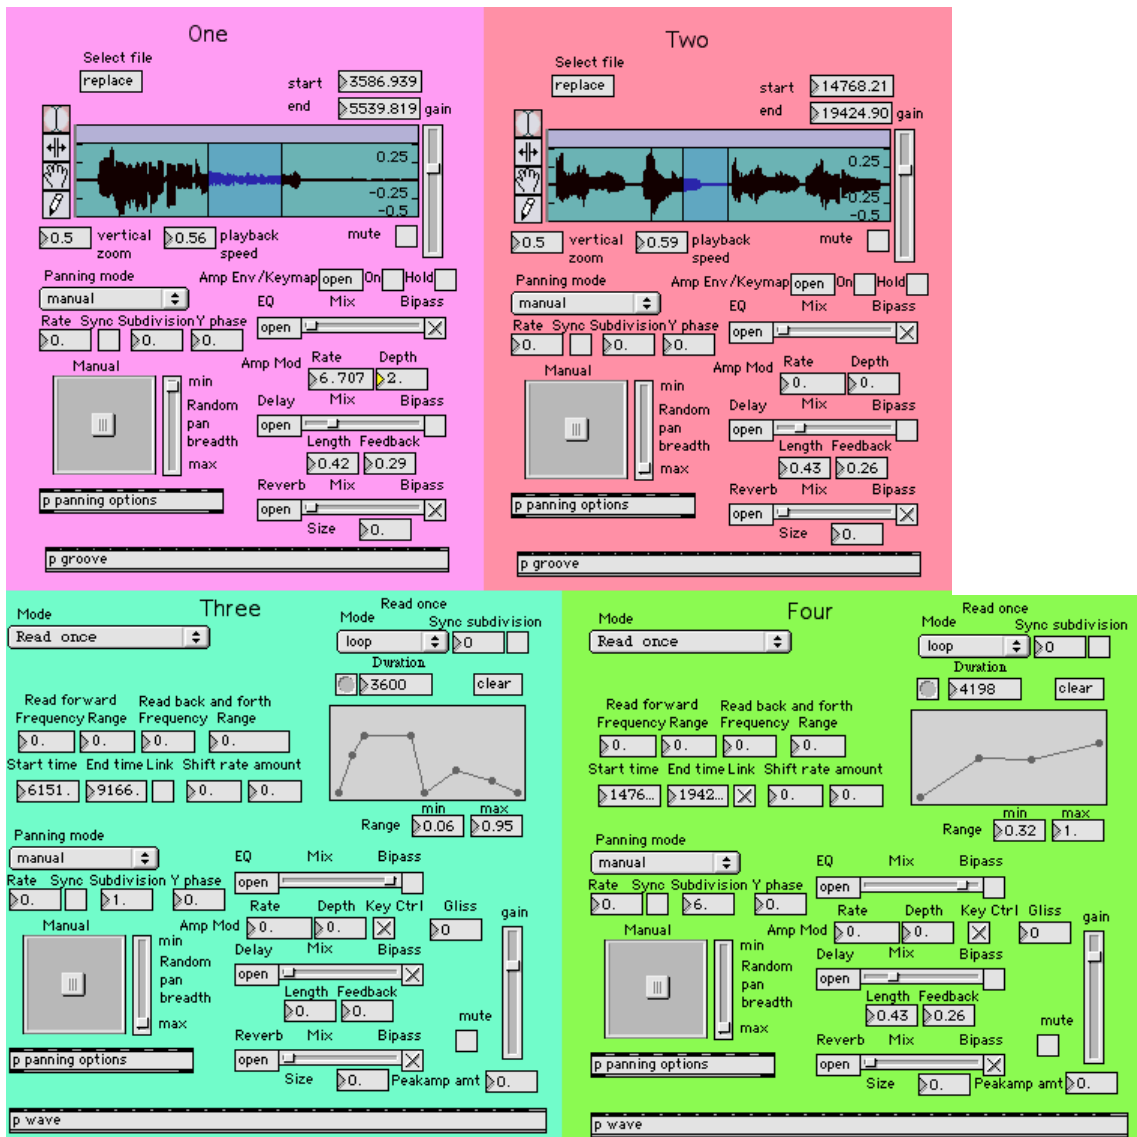 One
Select file
replace
start 3586.939
end 5539.819 gain
0.25
-0.25
-0.5
0.5 vertical zoom 0.56 playback speed mute
Panning mode Amp Env/Keymap open On Hold
manual EQ Mix Bipass
Rate Sync Subdivision Y phase open
0. 0. 0.
Manual Amp Mod Rate Depth
min 6.707 2.
Random Delay Mix Bipass
pan open
breadth Length Feedback
max 0.42 0.29
Reverb Mix Bipass
p panning options open
Size 0.
p groove
Two
Select file
replace
start 14768.21
end 19424.90 gain
0.25
-0.25
-0.5
0.5 vertical zoom 0.59 playback speed mute
Panning mode Amp Env/Keymap open On Hold
manual EQ Mix Bipass
Rate Sync Subdivision Y phase open
0. 0. 0.
Manual Amp Mod Rate Depth
min 0. 0.
Random Delay Mix Bipass
pan open
breadth Length Feedback
max 0.43 0.26
Reverb Mix Bipass
p panning options open
Size 0.
p groove
Three
Mode Read once
Read once Mode Sync subdivision
loop 0
Duration
3600 clear
Read forward Read back and forth
Frequency Range Frequency Range
0. 0. 0. 0.
Start time End time Link Shift rate amount
6151. 9166. 0. 0.
min max
Range 0.06 0.95
Panning mode
manual EQ Mix Bipass
Rate Sync Subdivision Y phase open
0. 1. 0.
Manual Amp Mod Rate Depth Key Ctrl Gliss gain
0. 0. 0
min Delay Mix Bipass
Random open
pan Length Feedback
breadth 0. 0.
max mute
Reverb Mix Bipass
p panning options open
Size 0. Peakamp amt 0.
p wave
Four
Mode Read once
Read once Mode Sync subdivision
loop 0
Duration
4198 clear
Read forward Read back and forth
Frequency Range Frequency Range
0. 0. 0. 0.
Start time End time Link Shift rate amount
1476... 1942... 0. 0.
min max
Range 0.32 1.
Panning mode
manual EQ Mix Bipass
Rate Sync Subdivision Y phase open
0. 6. 0.
Manual Amp Mod Rate Depth Key Ctrl Gliss gain
0. 0. 0
min Delay Mix Bipass
Random open
pan Length Feedback
breadth 0.43 0.26
max mute
Reverb Mix Bipass
p panning options open
Size 0. Peakamp amt 0.
p wave